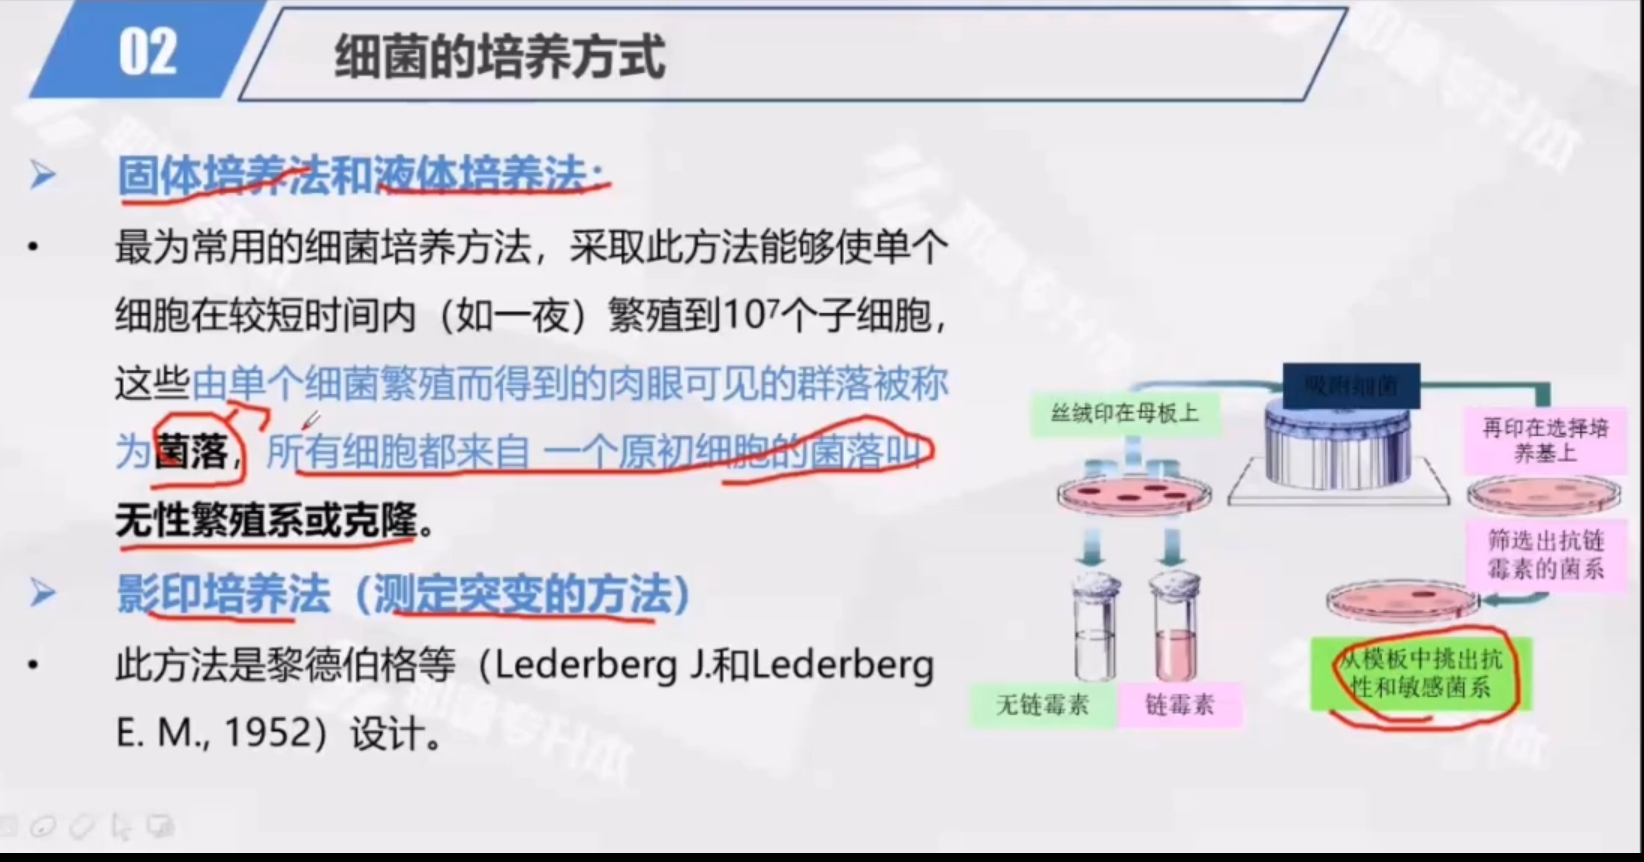 02
细菌的培养方式
固体培养法和液体培养法：
最为常用的细菌培养方法，采取此方法能够使单个
细胞在较短时间内（如一夜）繁殖到10⁷个子细胞，
这些由单个细菌繁殖而得到的肉眼可见的群落被称
为菌落，所有细胞都来自 一个原初细胞的菌落叫
无性繁殖系或克隆。
影印培养法（测定突变的方法）
此方法是黎德伯格等（Lederberg J.和Lederberg
E. M., 1952）设计。
吸附细菌
丝绒印在母板上
再印在选择培
养基上
筛选出抗链
霉素的菌系
从模板中挑出抗
性和敏感菌系
无链霉素
链霉素